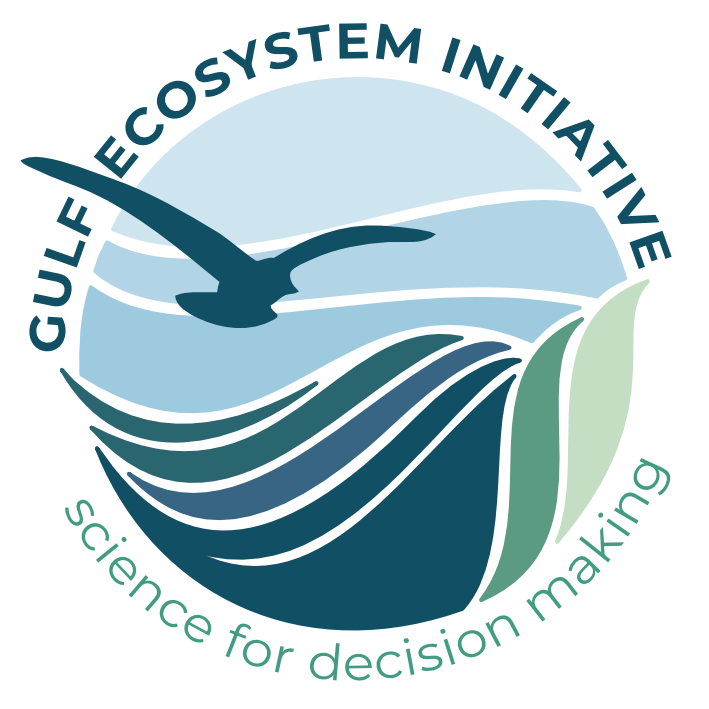 GULF ECOSYSTEM INITIATIVE
science for decision making